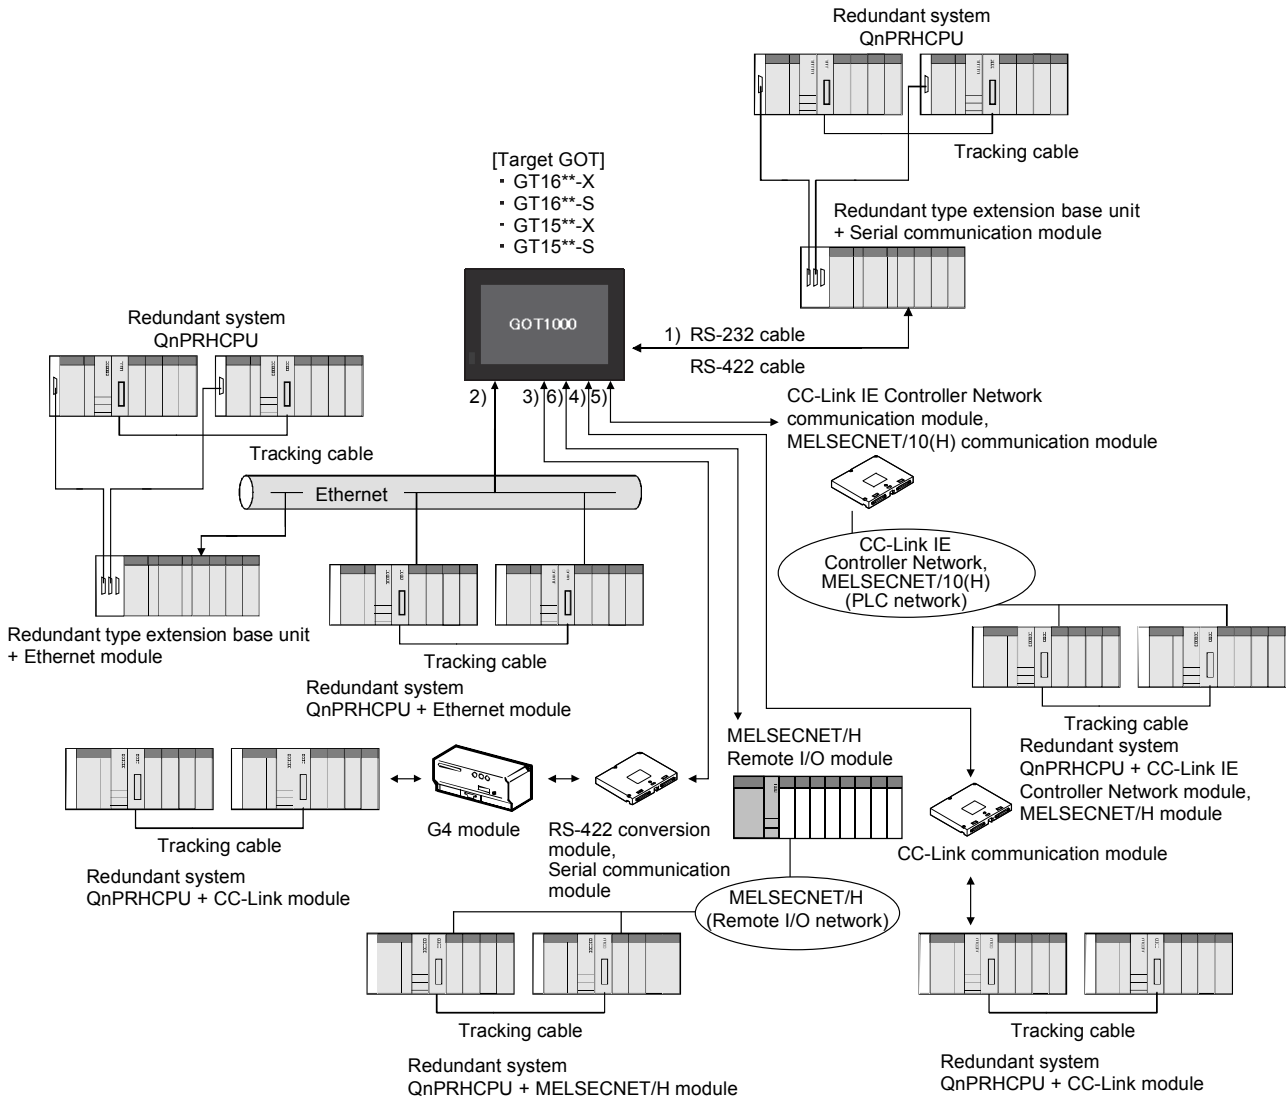 Redundant system
QnPRHCPU
Tracking cable
[Target GOT]
· GT16**-X
· GT16**-S
· GT15**-X
· GT15**-S
Redundant type extension base unit
+ Serial communication module
GOT1000
Redundant system
QnPRHCPU
1) RS-232 cable
RS-422 cable
2)
3)
6)
4)
5)
CC-Link IE Controller Network
communication module,
MELSECNET/10(H) communication module
Tracking cable
Ethernet
CC-Link IE
Controller Network,
MELSECNET/10(H)
(PLC network)
Redundant type extension base unit
+ Ethernet module
Tracking cable
Redundant system
QnPRHCPU + Ethernet module
Tracking cable
Redundant system
QnPRHCPU + CC-Link IE
Controller Network module,
MELSECNET/H module
MELSECNET/H
Remote I/O module
G4 module
RS-422 conversion
module,
Serial communication
module
Tracking cable
Redundant system
QnPRHCPU + CC-Link module
CC-Link communication module
MELSECNET/H
(Remote I/O network)
Tracking cable
Redundant system
QnPRHCPU + MELSECNET/H module
Tracking cable
Redundant system
QnPRHCPU + CC-Link module